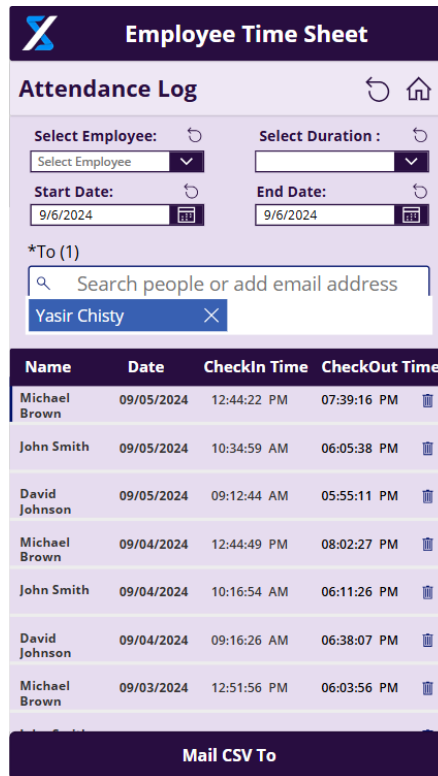 Employee Time Sheet
Attendance Log
Select Employee: Select Duration :
Select Employee
Start Date: End Date:
9/6/2024 9/6/2024
*To (1)
Search people or add email address
Yasir Chisty
Name Date CheckIn Time CheckOut Time
Michael Brown 09/05/2024 12:44:22 PM 07:39:16 PM
John Smith 09/05/2024 10:34:59 AM 06:05:38 PM
David Johnson 09/05/2024 09:12:44 AM 05:55:11 PM
Michael Brown 09/04/2024 12:44:49 PM 08:02:27 PM
John Smith 09/04/2024 10:16:54 AM 06:11:26 PM
David Johnson 09/04/2024 09:16:26 AM 06:38:07 PM
Michael Brown 09/03/2024 12:51:56 PM 06:03:56 PM
Mail CSV To